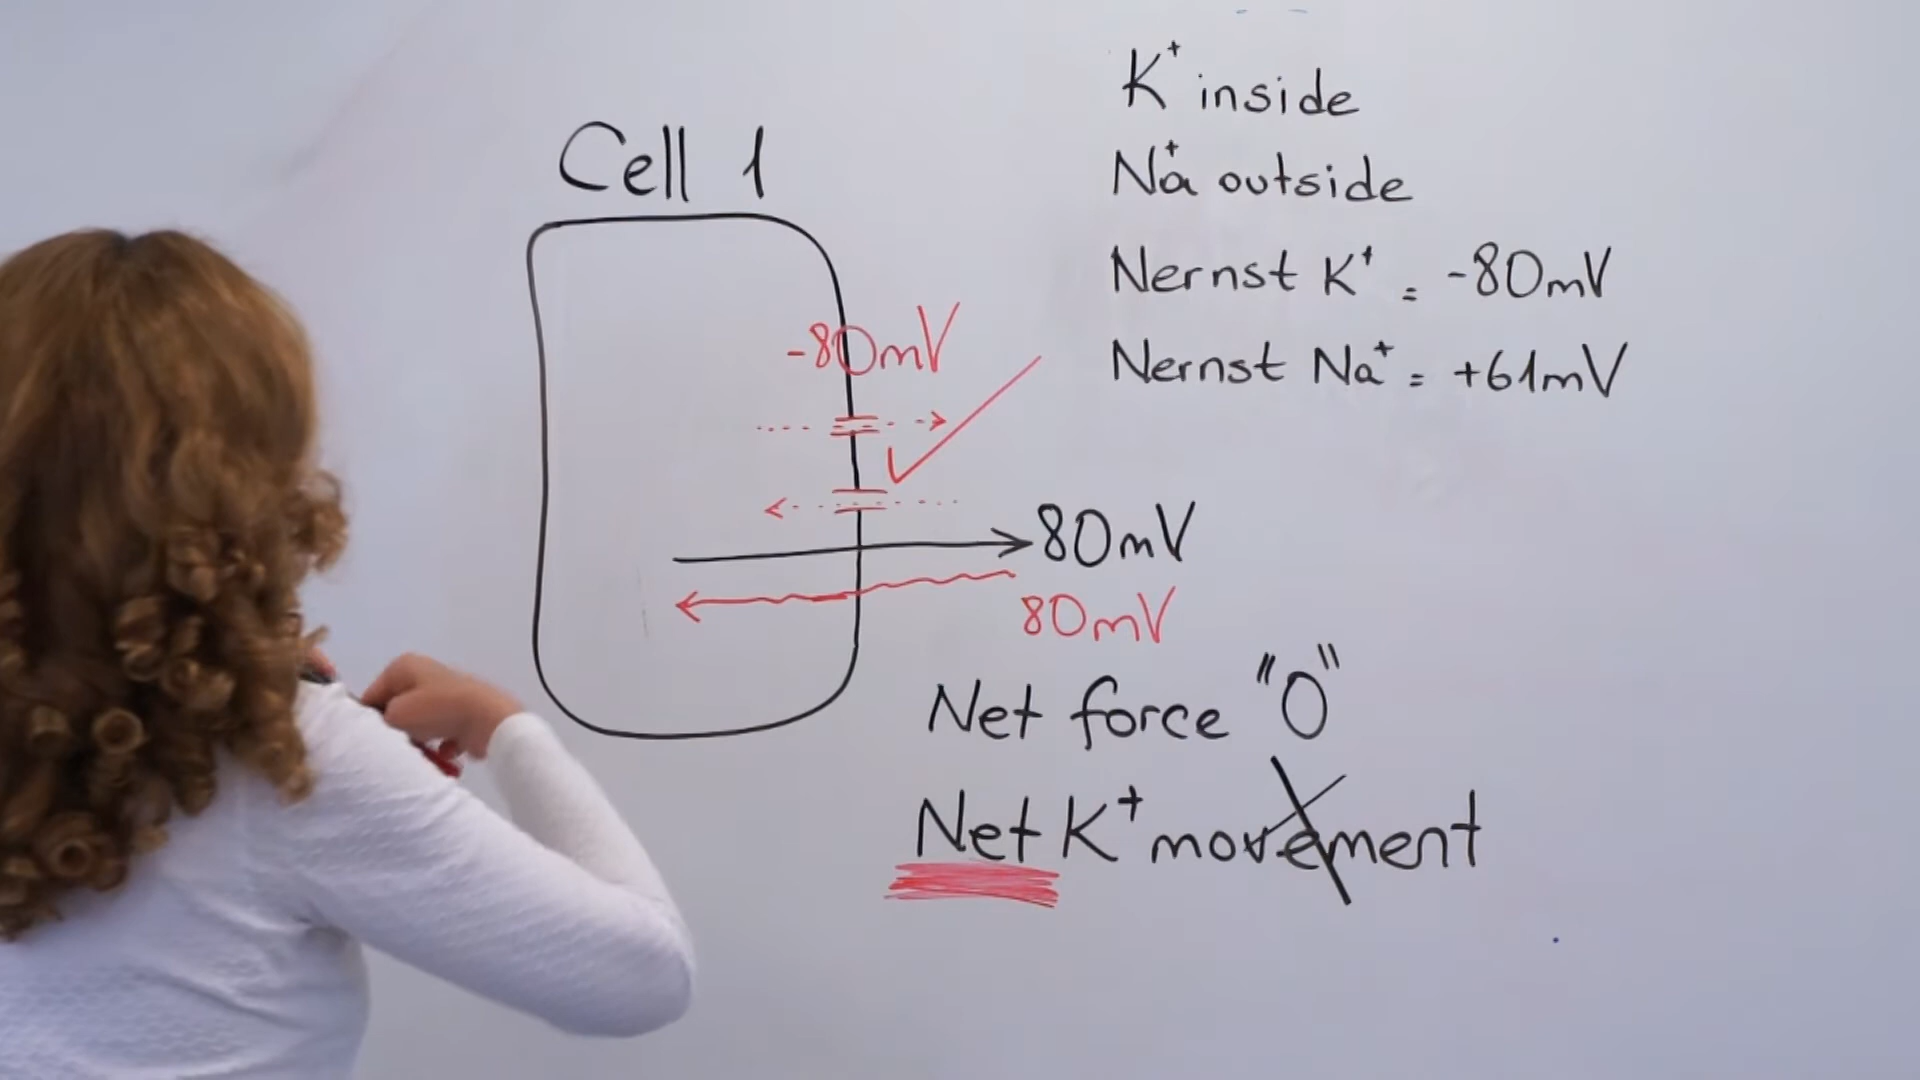 K⁺ inside
Na⁺ outside
Cell 1
Nernst K⁺ = -80mV
Nernst Na⁺ = +61mV
-80mV
80mV
80mV
Net force "0"
Net K⁺ movement